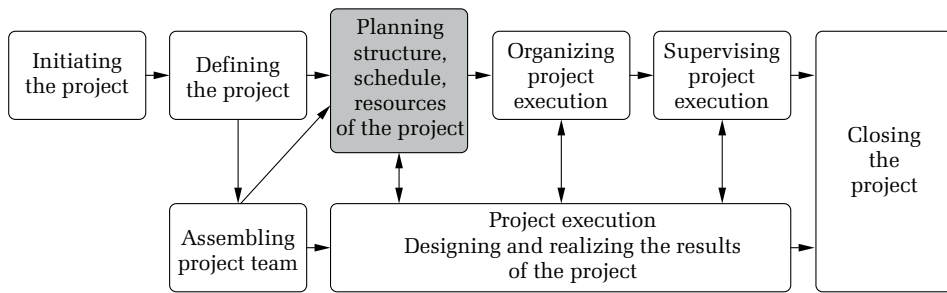 Initiating
the project
Defining
the project
Planning
structure,
schedule,
resources
of the project
Organizing
project
execution
Supervising
project
execution
Closing
the
project
Assembling
project team
Project execution
Designing and realizing the results
of the project